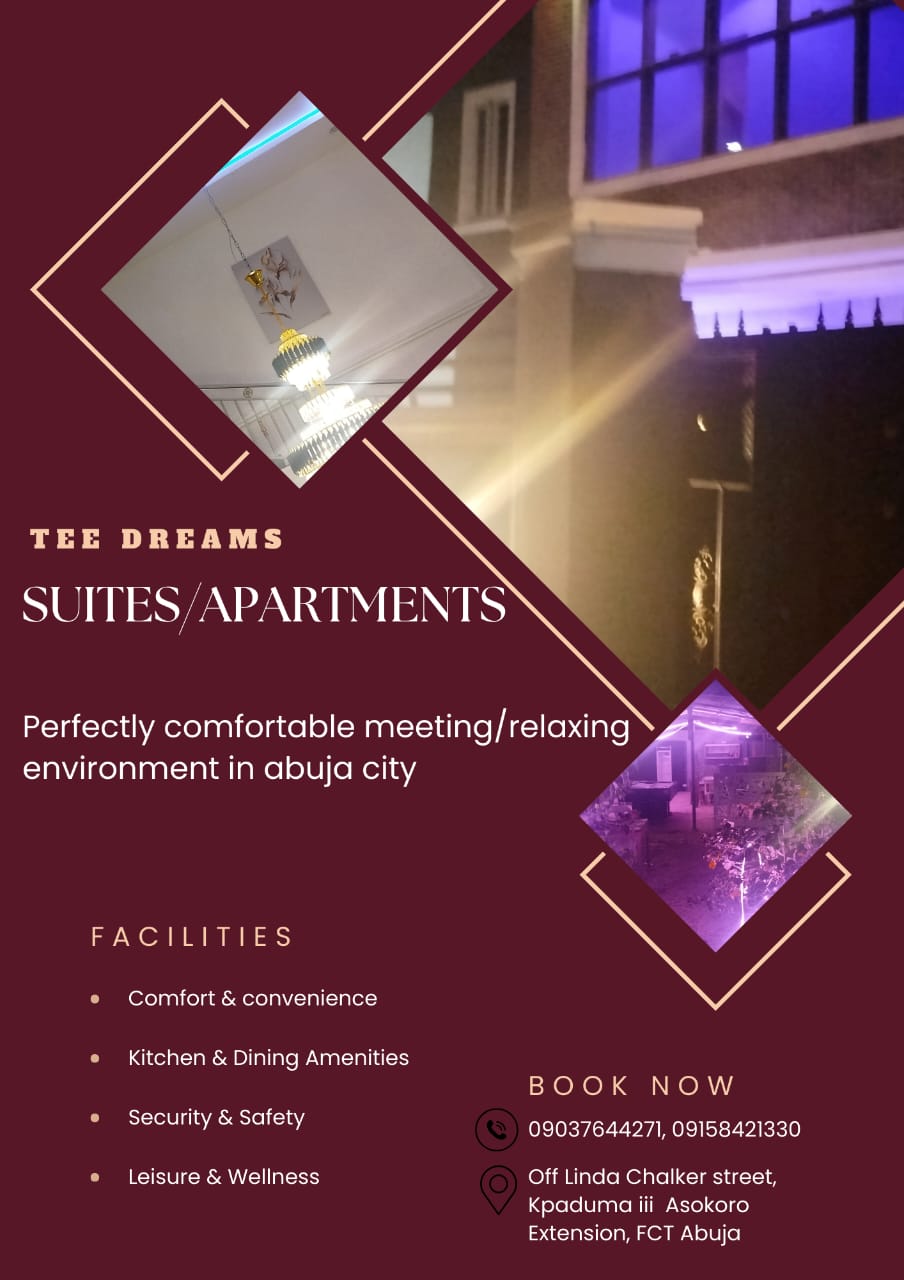 TEE DREAMS
SUITES/APARTMENTS
Perfectly comfortable meeting/relaxing
environment in abuja city
FACILITIES
Comfort & convenience
Kitchen & Dining Amenities
Security & Safety
Leisure & Wellness
BOOK NOW
09037644271, 09158421330
Off Linda Chalker street,
Kpaduma iii Asokoro
Extension, FCT Abuja